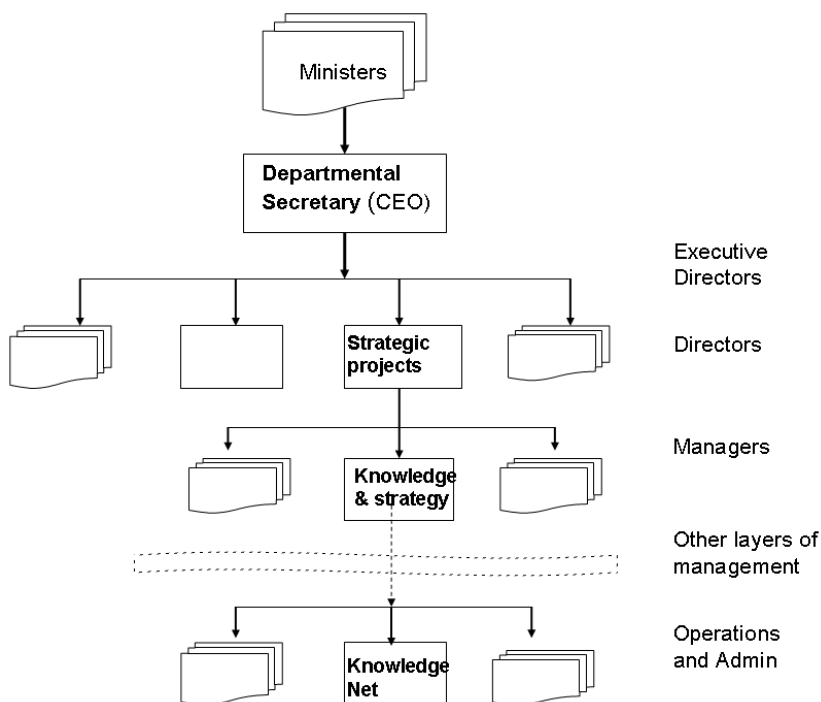 Ministers
Departmental
Secretary (CEO)
Executive
Directors
Strategic
projects
Directors
Managers
Knowledge
& strategy
Other layers of
management
Operations
and Admin
Knowledge
Net